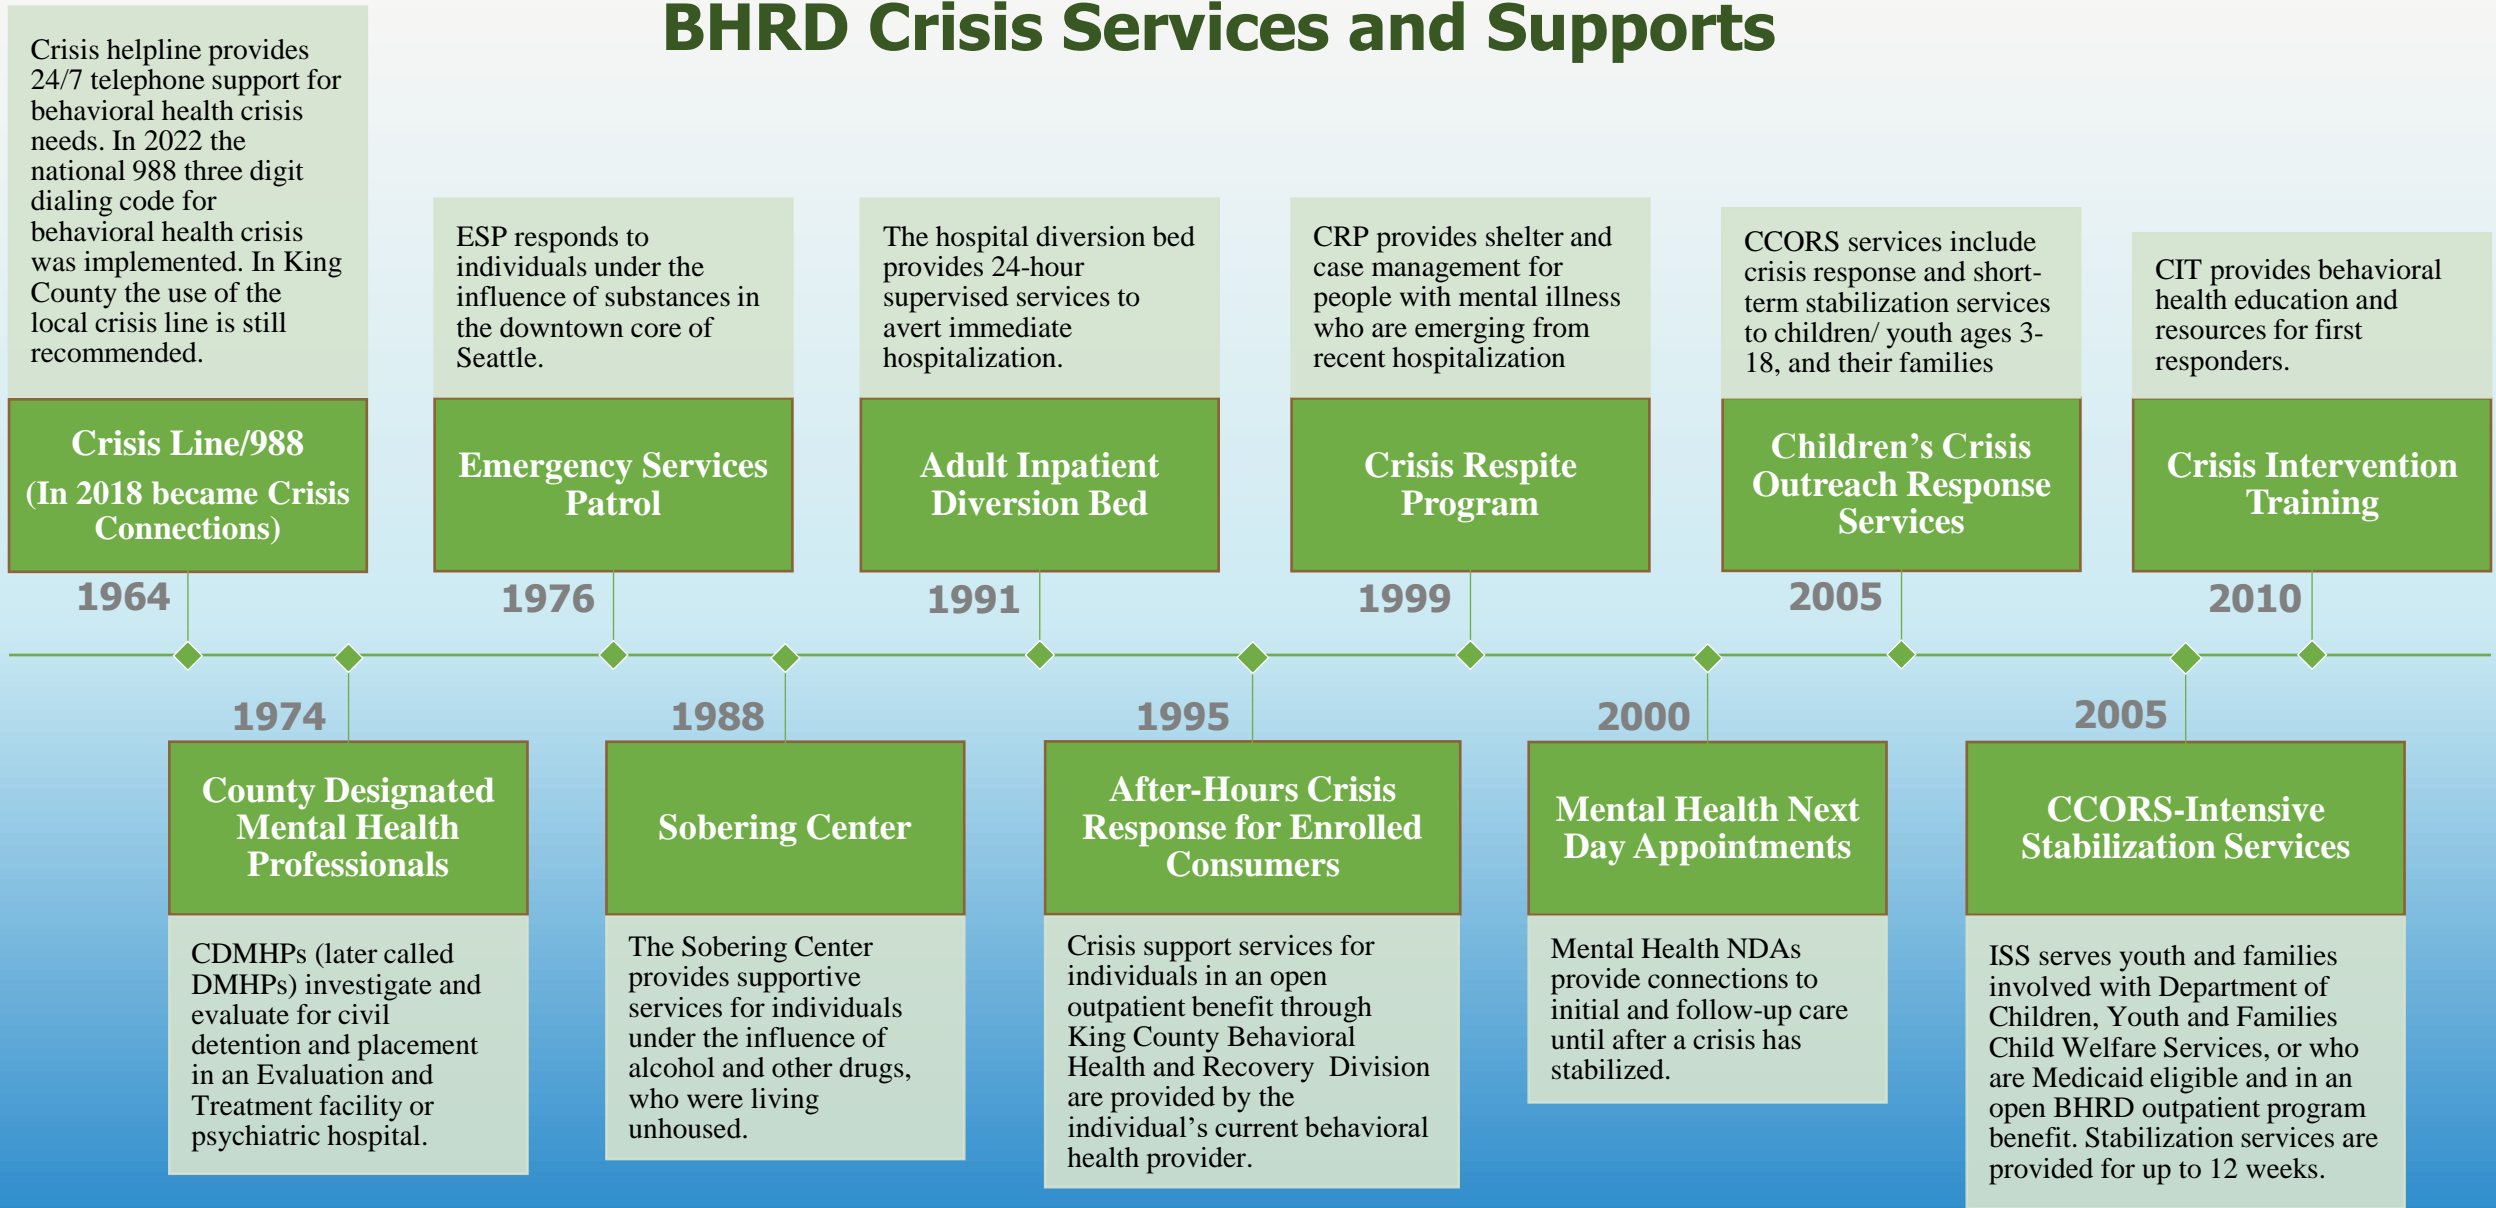 BHRD Crisis Services and Supports
Crisis helpline provides
24/7 telephone support for
behavioral health crisis
needs. In 2022 the
national 988 three digit
dialing code for
behavioral health crisis
was implemented. In King
County the use of the
local crisis line is still
recommended.
Crisis Line/988
(In 2018 became Crisis
Connections)
1964
ESP responds to
individuals under the
influence of substances in
the downtown core of
Seattle.
Emergency Services
Patrol
1976
The hospital diversion bed
provides 24-hour
supervised services to
avert immediate
hospitalization.
Adult Inpatient
Diversion Bed
1991
CRP provides shelter and
case management for
people with mental illness
who are emerging from
recent hospitalization
Crisis Respite
Program
1999
CCORS services include
crisis response and short-
term stabilization services
to children/ youth ages 3-
18, and their families
Children’s Crisis
Outreach Response
Services
2005
CIT provides behavioral
health education and
resources for first
responders.
Crisis Intervention
Training
2010
1974
County Designated
Mental Health
Professionals
CDMHPs (later called
DMHPs) investigate and
evaluate for civil
detention and placement
in an Evaluation and
Treatment facility or
psychiatric hospital.
1988
Sobering Center
The Sobering Center
provides supportive
services for individuals
under the influence of
alcohol and other drugs,
who were living
unhoused.
1995
After-Hours Crisis
Response for Enrolled
Consumers
Crisis support services for
individuals in an open
outpatient benefit through
King County Behavioral
Health and Recovery  Division
are provided by the
individual’s current behavioral
health provider.
2000
Mental Health Next
Day Appointments
Mental Health NDAs
provide connections to
initial and follow-up care
until after a crisis has
stabilized.
2005
CCORS-Intensive
Stabilization Services
ISS serves youth and families
involved with Department of
Children, Youth and Families
Child Welfare Services, or who
are Medicaid eligible and in an
open BHRD outpatient program
benefit. Stabilization services are
provided for up to 12 weeks.